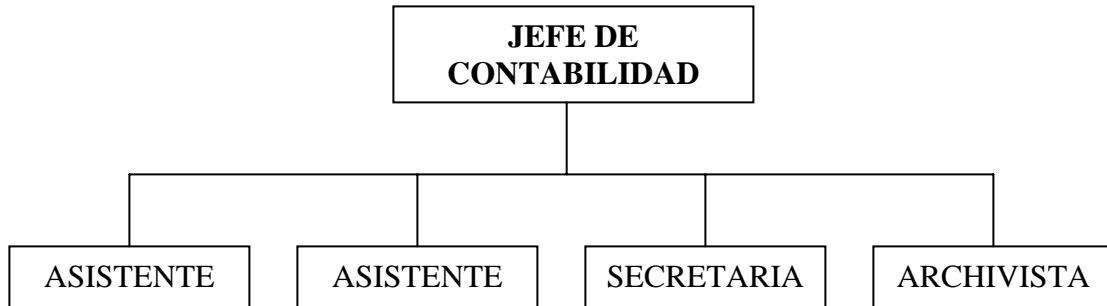 JEFE DE
CONTABILIDAD
ASISTENTE
ASISTENTE
SECRETARIA
ARCHIVISTA